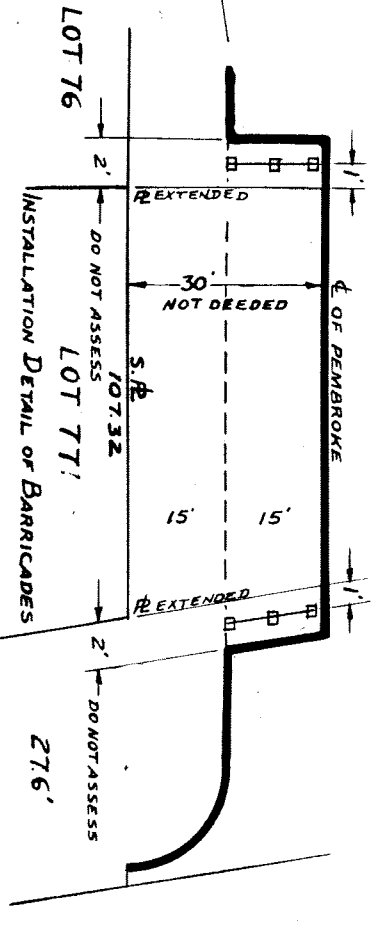 LOT 76
2'
1'
℄ OF PEMBROKE
⅊ EXTENDED
30'
NOT DEEDED
DO NOT ASSESS
S. ⅊
107.32
LOT 77!
INSTALLATION DETAIL OF BARRICADES
15'
15'
⅊ EXTENDED
1'
2'
DO NOT ASSESS
27.6'